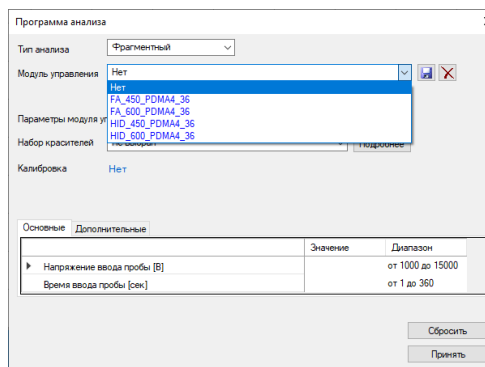 Программа анализа
Тип анализа Фрагментный
Модуль управления Нет
Нет
FA_450_PDMA4_36
FA_600_PDMA4_36
Параметры модуля
HID_450_PDMA4_36
HID_600_PDMA4_36
Набор красителей Не выбран Подробнее
Калибровка Нет
Основные Дополнительные
Значение Диапазон
Напряжение ввода пробы [В] от 1000 до 15000
Время ввода пробы [сек] от 1 до 360
Сбросить
Принять